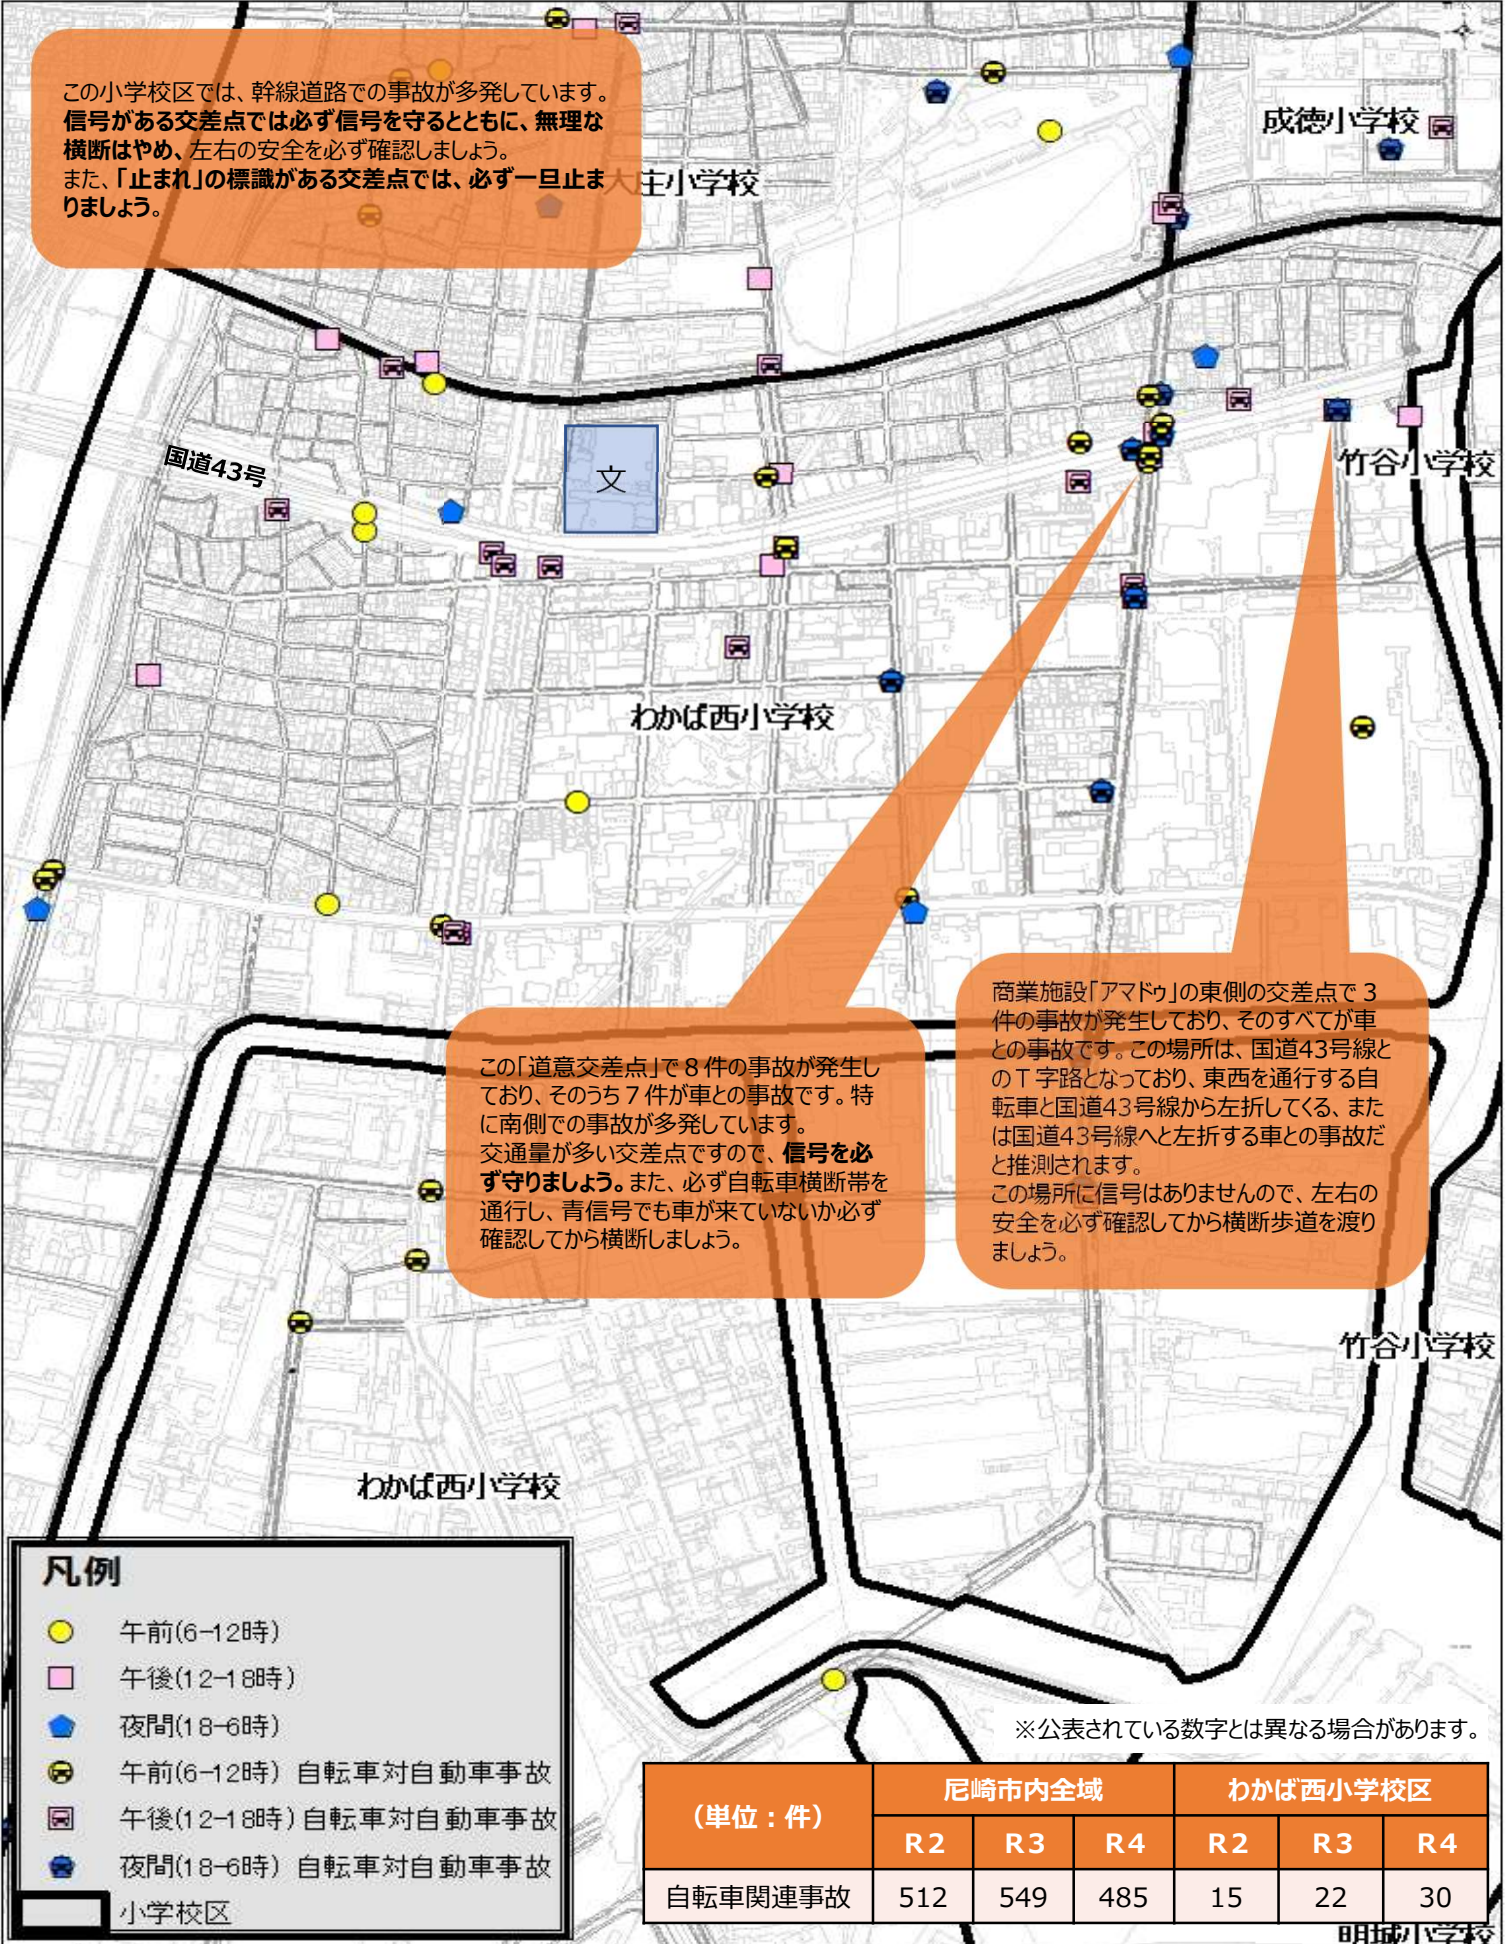 この小学校区では、幹線道路での事故が多発しています。
信号がある交差点では必ず信号を守るとともに、無理な
横断はやめ、左右の安全を必ず確認しましょう。
また、「止まれ」の標識がある交差点では、必ず一旦止ま
りましょう。
成徳小学校
大庄小学校
国道43号
文
竹谷小学校
わかば西小学校
この「道意交差点」で8件の事故が発生し
ており、そのうち7件が車との事故です。特
に南側での事故が多発しています。
交通量が多い交差点ですので、信号を必
ず守りましょう。また、必ず自転車横断帯を
通行し、青信号でも車が来ていないか必ず
確認してから横断しましょう。
商業施設「アマドゥ」の東側の交差点で3
件の事故が発生しており、そのすべてが車
との事故です。この場所は、国道43号線と
のT字路となっており、東西を通行する自
転車と国道43号線から左折してくる、また
は国道43号線へと左折する車との事故だ
と推測されます。
この場所に信号はありませんので、左右の
安全を必ず確認してから横断歩道を渡り
ましょう。
竹谷小学校
わかば西小学校
凡例
午前(6-12時)
午後(12-18時)
夜間(18-6時)
午前(6-12時) 自転車対自動車事故
午後(12-18時) 自転車対自動車事故
夜間(18-6時) 自転車対自動車事故
小学校区
※公表されている数字とは異なる場合があります。
(単位:件) 尼崎市内全域 わかば西小学校区
R2 R3 R4 R2 R3 R4
自転車関連事故 512 549 485 15 22 30
明城小学校